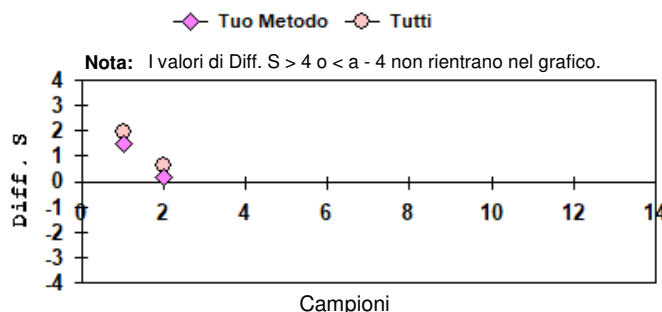 Tuo Metodo Tutti
Nota: I valori di Diff. S > 4 o < a - 4 non rientrano nel grafico.
4
3
2
1
0
-1
0 2 4 6 8 10 12 14
-2
-3
-4
Diff. S
Campioni